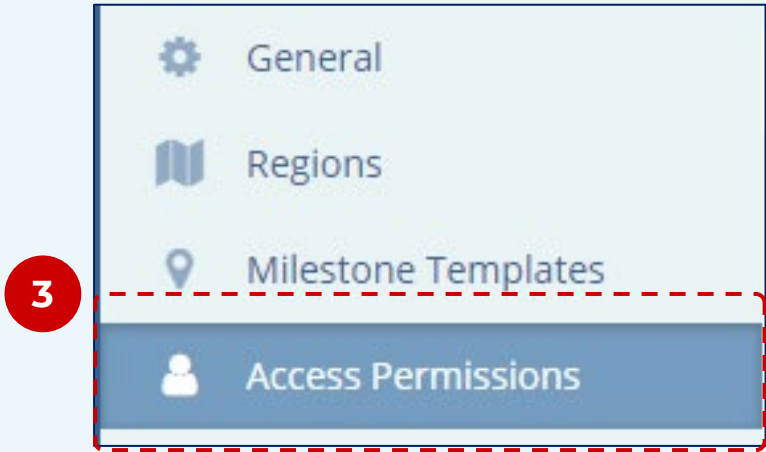 General
Regions
Milestone Templates
3
Access Permissions